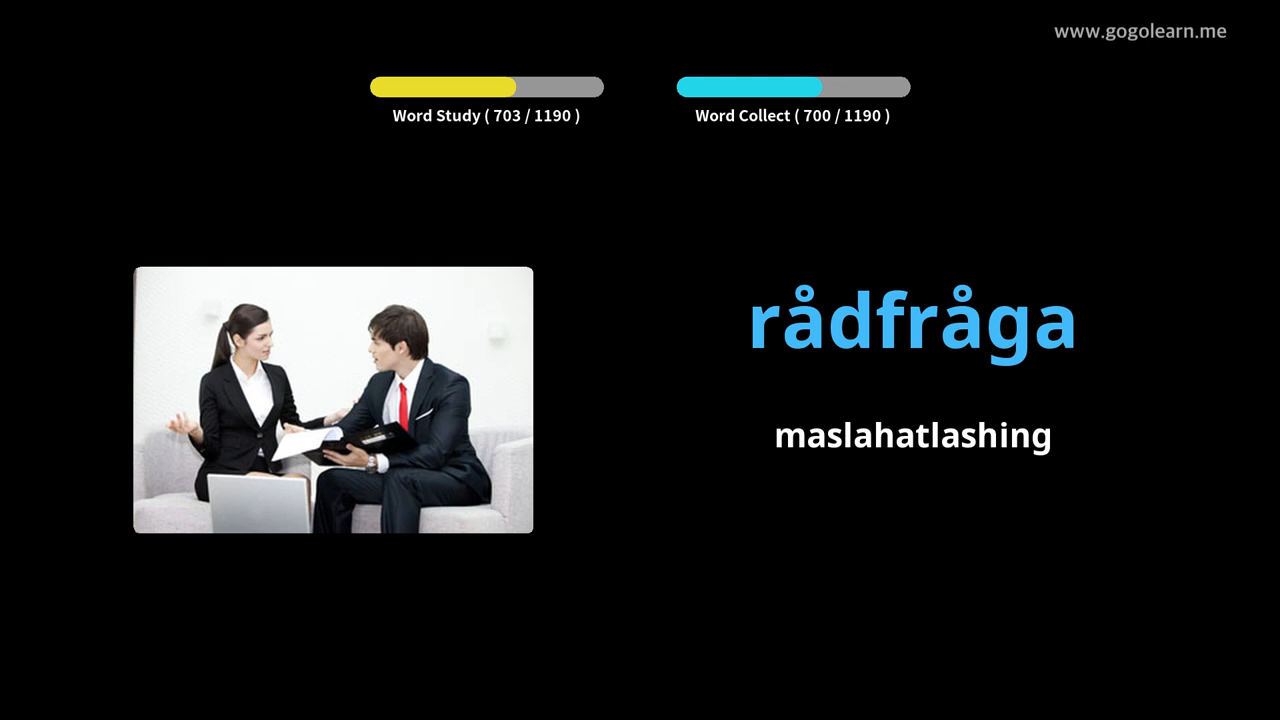 www.gogolearn.me
Word Study ( 703 / 1190 )
Word Collect ( 700 / 1190 )
rådfråga
maslahatlashing